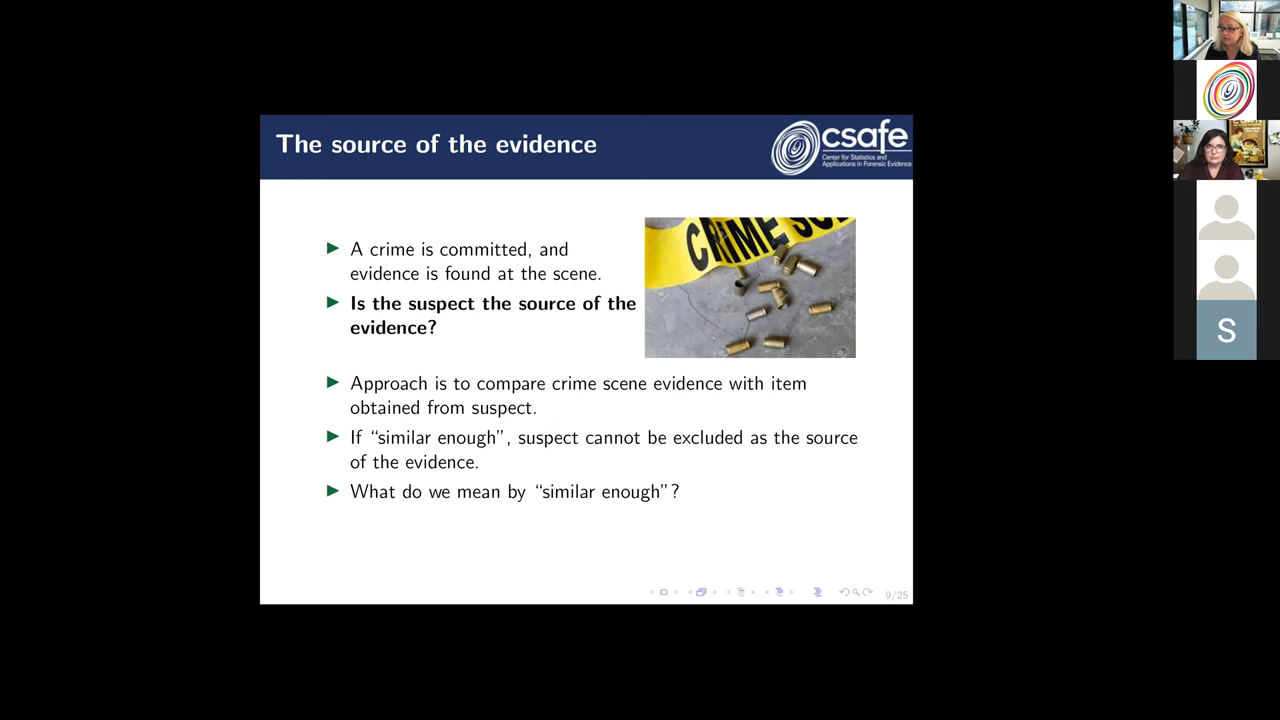 The source of the evidence
csafe
Center for Statistics and
Applications in Forensic Evidence
▶ A crime is committed, and
evidence is found at the scene.
▶ Is the suspect the source of the
evidence?
CRIME SC
▶ Approach is to compare crime scene evidence with item
obtained from suspect.
▶ If “similar enough”, suspect cannot be excluded as the source
of the evidence.
▶ What do we mean by “similar enough”?
9/25
S